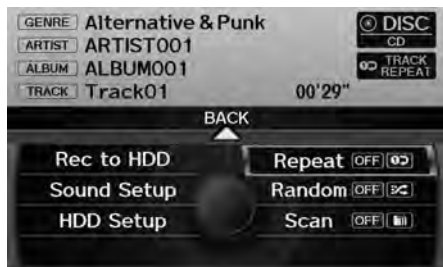 GENRE Alternative & Punk
DISC
CD
ARTIST ARTIST001
ALBUM ALBUM001
TRACK REPEAT
TRACK Track01 00'29"
BACK
Rec to HDD Repeat OFF
Sound Setup Random OFF
HDD Setup Scan OFF